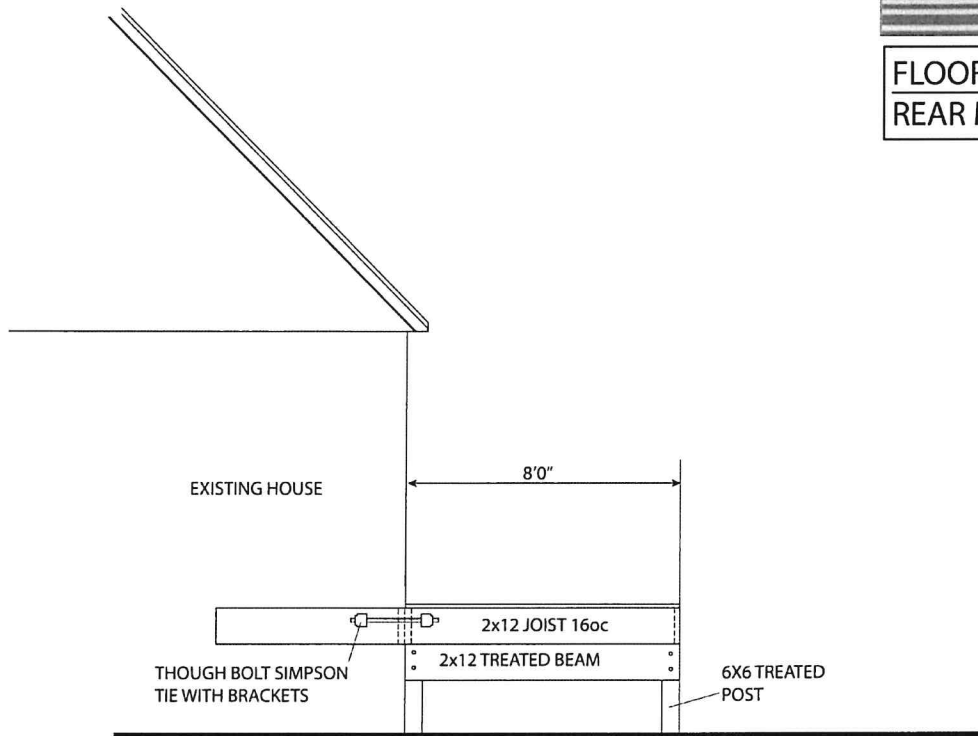 FLOOR
REAR
EXISTING HOUSE
8'0"
2x12 JOIST 16oc
2x12 TREATED BEAM
THOUGH BOLT SIMPSON
TIE WITH BRACKETS
6X6 TREATED
POST